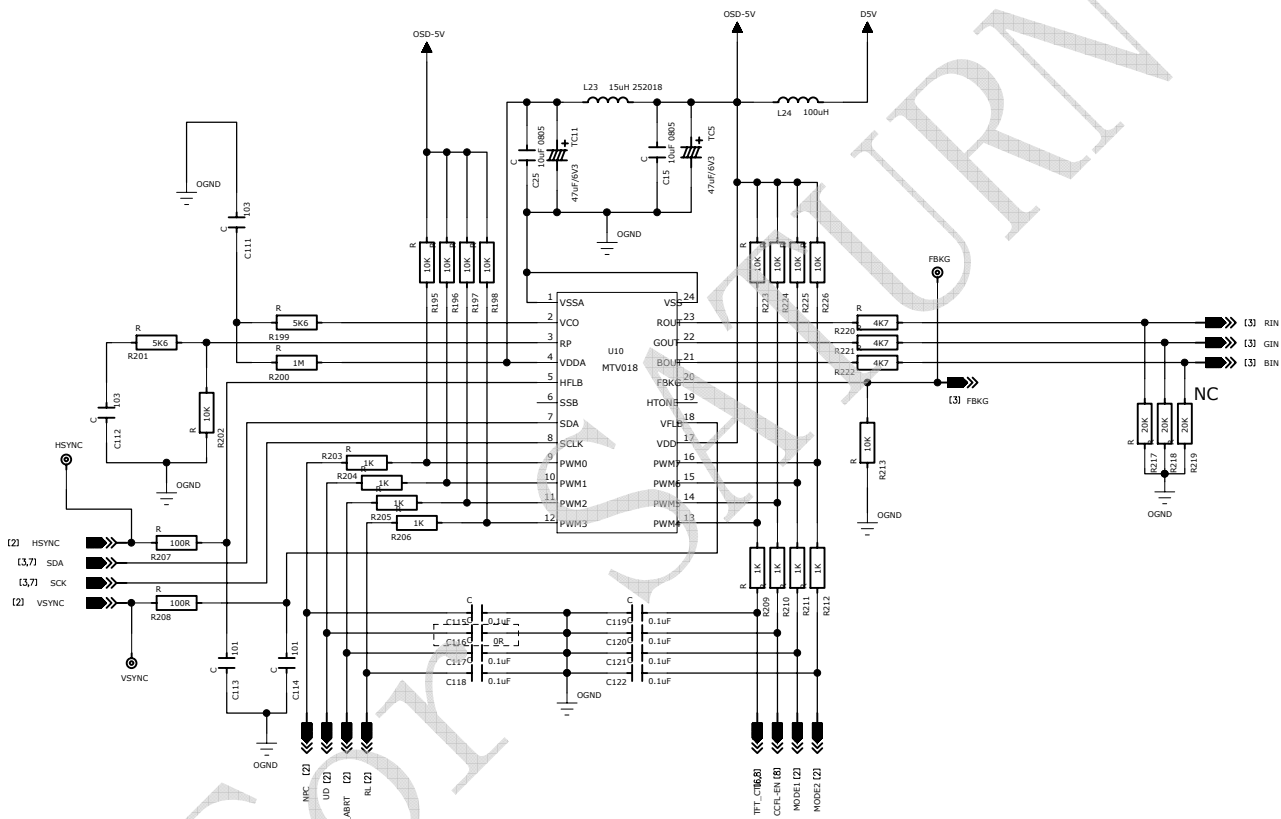 OSD-5V
OSD-5V
D5V
L23 15uH 252018
L24 100uH
C 10uF 0805 C25
TC11 47uF/6V3
C 10uF 0805 C15
TC5 47uF/6V3
OGND
OGND
C 103 C111
R 10K R195
R 10K R196
10K R197
10K R198
R 10K R223
R 10K R224
R 10K R225
R 10K R226
FBKG
1 VSSA
2 VCO
3 RP
4 VDDA
5 HFLB
6 SSB
7 SDA
8 SCLK
9 PWM0
10 PWM1
11 PWM2
12 PWM3
U10
MTV018
VSS 24
ROUT 23
GOUT 22
BOUT 21
FBKG 20
HTONE 19
VFLB 18
VDD 17
PWM7 16
PWM6 15
PWM5 14
PWM4 13
R 5K6 R199
R 5K6 R201
R 1M R200
R 10K R202
C 103 C112
OGND
R220 4K7
R221 4K7
R222 4K7
[3] RIN
[3] GIN
[3] BIN
[3] FBKG
NC
R 10K R213
OGND
R 20K R217
R 20K R218
R 20K R219
OGND
HSYNC
R203 R 1K
R204 R 1K
R205 R 1K
R206 1K
[2] HSYNC
[3,7] SDA
[3,7] SCK
[2] VSYNC
R 100R R207
R 100R R208
VSYNC
C 101 C113
C 101 C114
OGND
C C115 0.1uF
C C116 0R
C C117 0.1uF
C C118 0.1uF
C C119 0.1uF
C C120 0.1uF
C C121 0.1uF
C C122 0.1uF
OGND
R 1K R209
R 1K R210
R 1K R211
R 1K R212
NPC [2]
UD [2]
ABRT [2]
RL [2]
CCFL-EN [8]
MODE1 [2]
MODE2 [2]
For SATURN